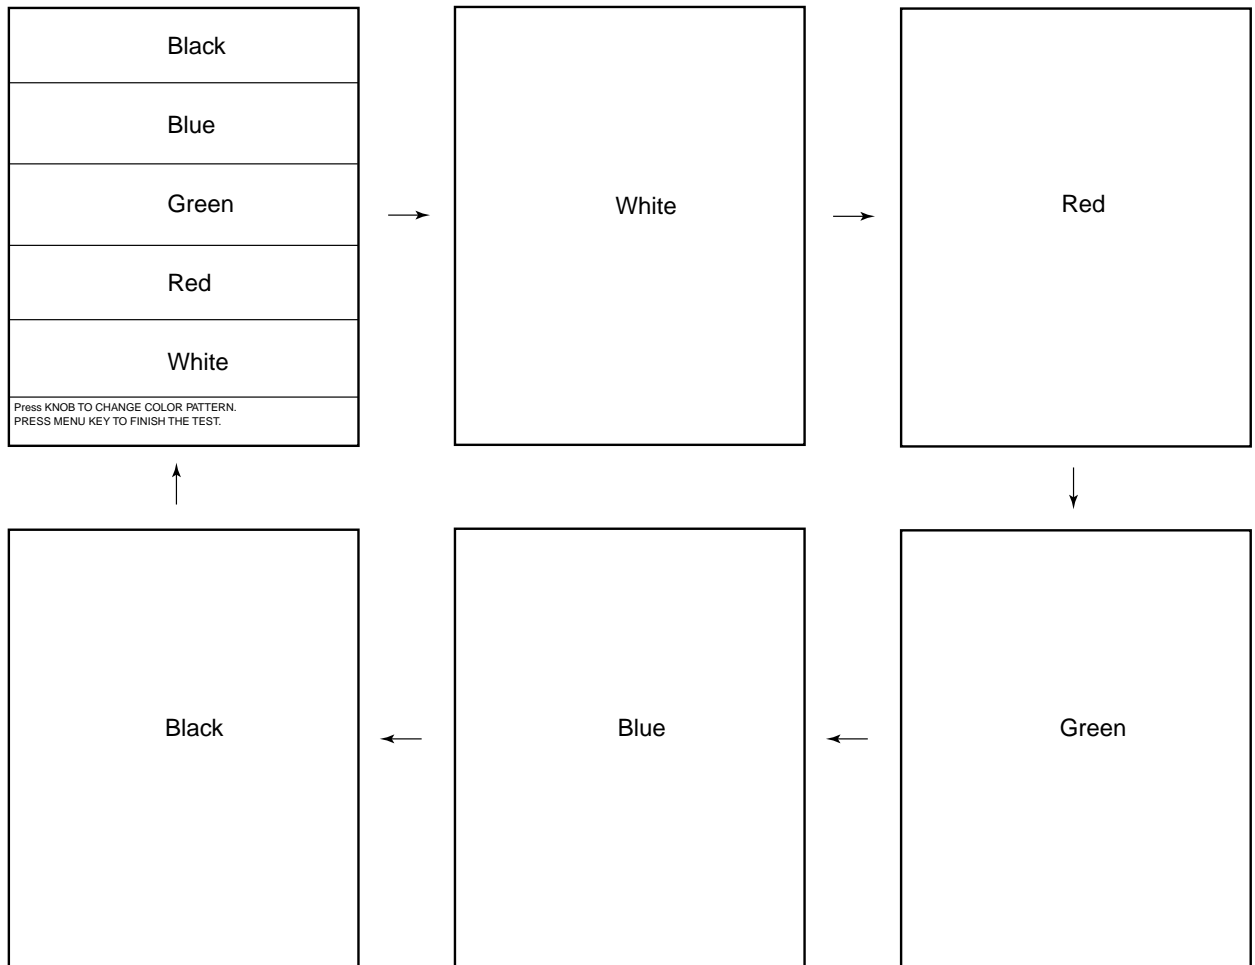 Black
Blue
Green
Red
White
Press KNOB TO CHANGE COLOR PATTERN.
PRESS MENU KEY TO FINISH THE TEST.
White
Red
Black
Blue
Green